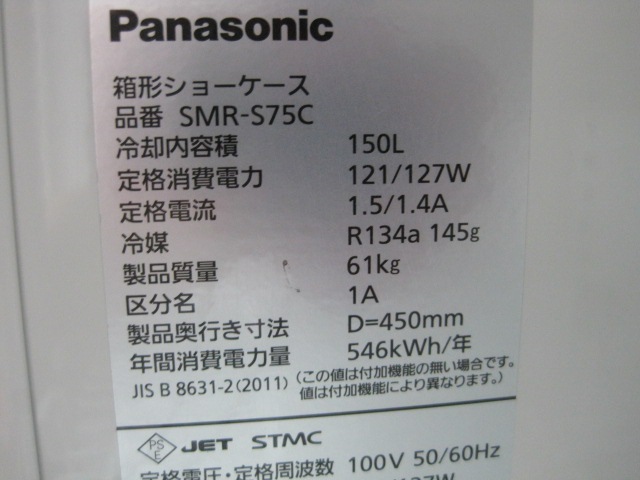 Panasonic
箱形ショーケース
品番 SMR-S75C
冷却内容積 150L
定格消費電力 121/127W
定格電流 1.5/1.4A
冷媒 R134a 145g
製品質量 61kg
区分名 1A
製品奥行き寸法 D=450mm
年間消費電力量 546kWh/年
JIS B 8631-2(2011) (この値は付加機能の無い場合です。
値は付加機能により異なります。)
PS E JET STMC
定格電圧・定格周波数 100V 50/60Hz